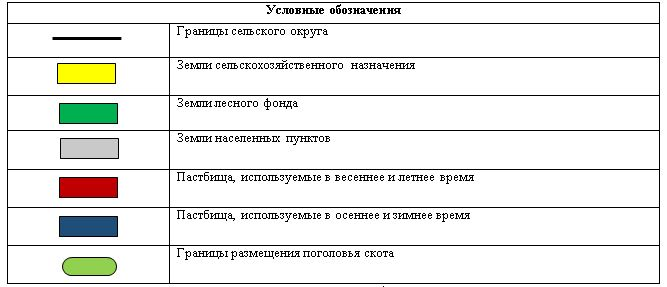 Условные обозначения
Границы сельского округа
Земли сельскохозяйственного назначения
Земли лесного фонда
Земли населенных пунктов
Пастбища, используемые в весеннее и летнее время
Пастбища, используемые в осеннее и зимнее время
Границы размещения поголовья скота